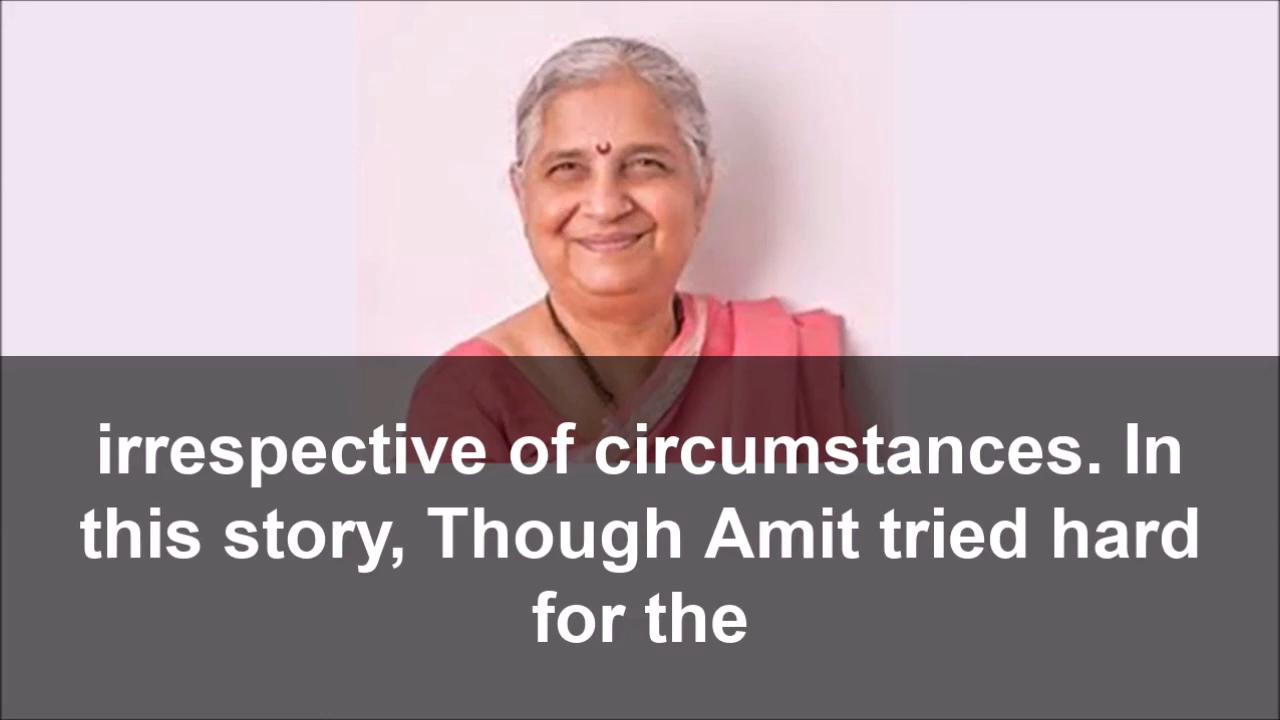 irrespective of circumstances. In
this story, Though Amit tried hard
for the